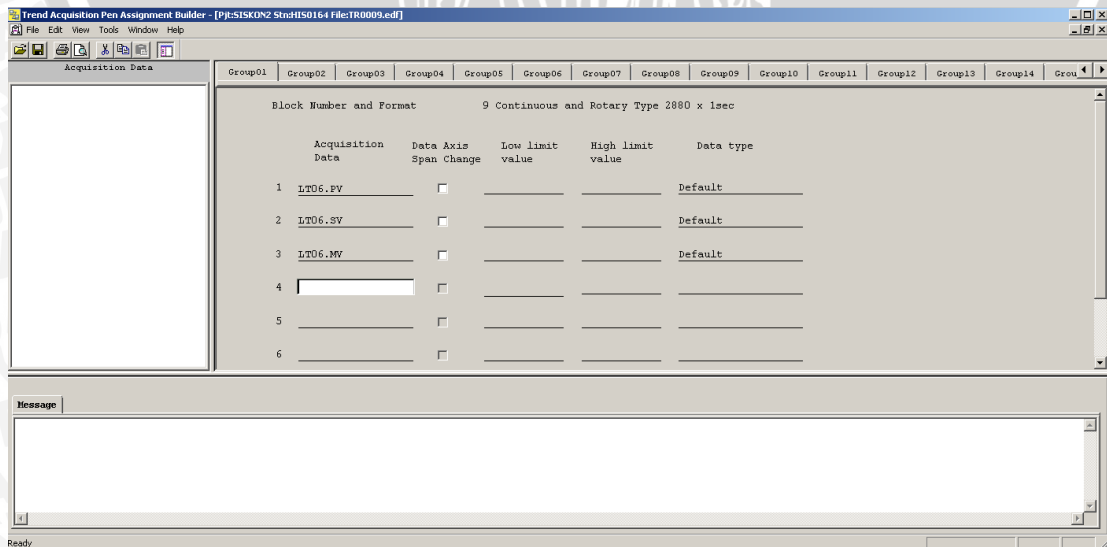 Trend Acquisition Pen Assignment Builder - [Pjt:SISKON2 Stn:HIS0164 File:TR0009.edf]
File Edit View Tools Window Help
Acquisition Data
Group01 Group02 Group03 Group04 Group05 Group06 Group07 Group08 Group09 Group10 Group11 Group12 Group13 Group14 Grou
Block Number and Format 9 Continuous and Rotary Type 2880 x 1sec
Acquisition Data Data Axis Span Change Low limit value High limit value Data type
1 LT06.PV Default
2 LT06.SV Default
3 LT06.MV Default
4
5
6
Message
Ready